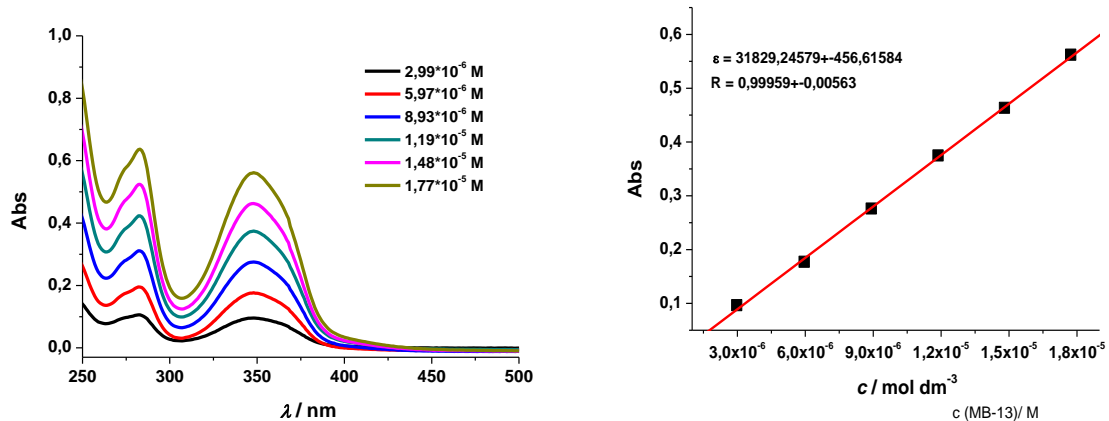 1,0
0,8
0,6
0,4
0,2
0,0
Abs
250 300 350 400 450 500
λ / nm
2,99*10⁻⁶ M
5,97*10⁻⁶ M
8,93*10⁻⁶ M
1,19*10⁻⁵ M
1,48*10⁻⁵ M
1,77*10⁻⁵ M
0,6
0,5
0,4
0,3
0,2
0,1
Abs
ε = 31829,24579+-456,61584
R = 0,99959+-0,00563
3,0x10⁻⁶ 6,0x10⁻⁶ 9,0x10⁻⁶ 1,2x10⁻⁵ 1,5x10⁻⁵ 1,8x10⁻⁵
c / mol dm⁻³
c (MB-13)/ M